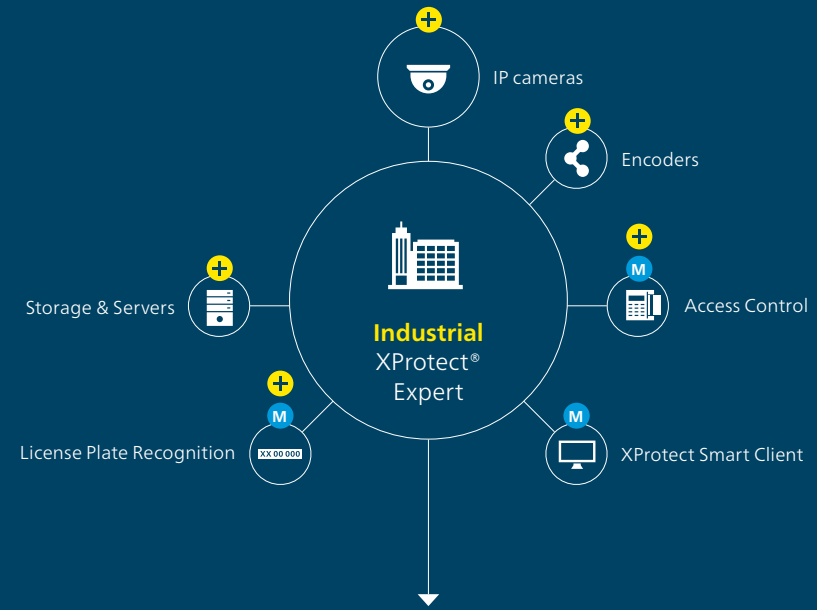 IP cameras
Encoders
M
Access Control
Storage & Servers
Industrial
XProtect®
Expert
M
License Plate Recognition
XX 00 000
M
XProtect Smart Client